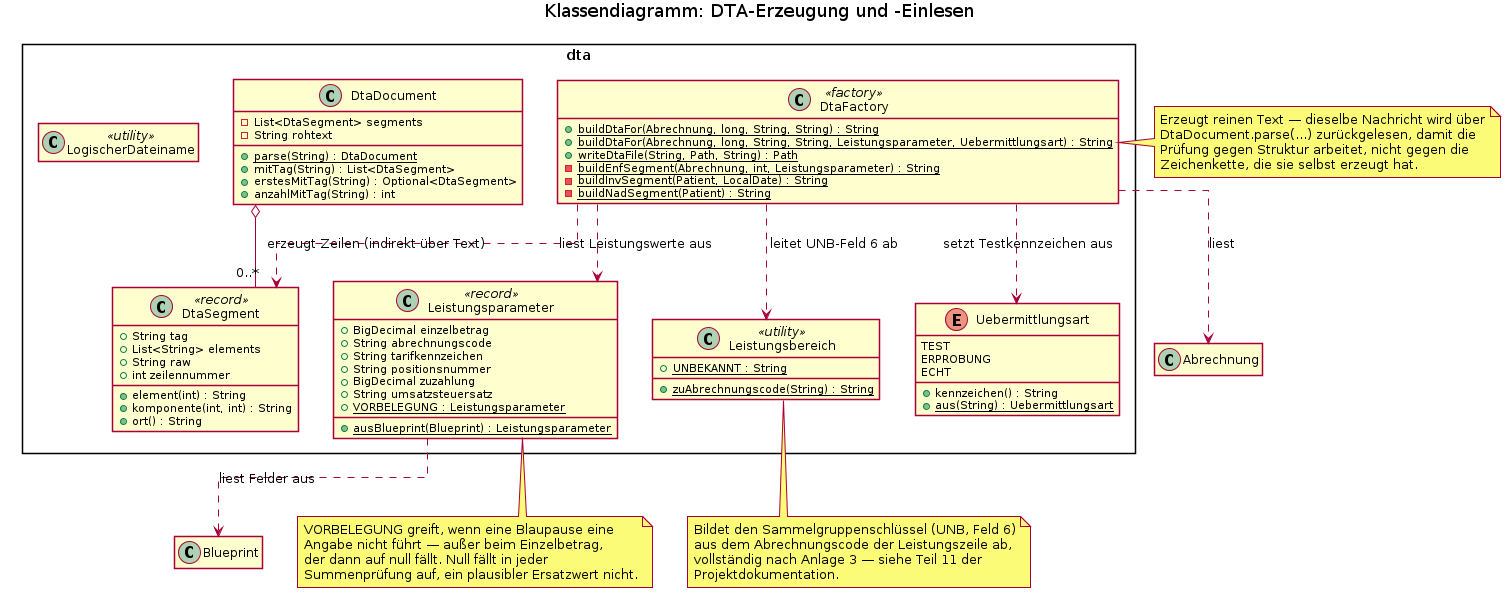 Klassendiagramm: DTA-Erzeugung und -Einlesen
dta
C «utility»
LogischerDateiname
C DtaDocument
List<DtaSegment> segments
String rohtext
parse(String) : DtaDocument
mitTag(String) : List<DtaSegment>
erstesMitTag(String) : Optional<DtaSegment>
anzahlMitTag(String) : int
C «factory»
DtaFactory
buildDtaFor(Abrechnung, long, String, String) : String
buildDtaFor(Abrechnung, long, String, String, Leistungsparameter, Uebermittlungsart) : String
writeDtaFile(String, Path, String) : Path
buildEnfSegment(Abrechnung, int, Leistungsparameter) : String
buildInvSegment(Patient, LocalDate) : String
buildNadSegment(Patient) : String
Erzeugt reinen Text — dieselbe Nachricht wird über
DtaDocument.parse(...) zurückgelesen, damit die
Prüfung gegen Struktur arbeitet, nicht gegen die
Zeichenkette, die sie selbst erzeugt hat.
erzeugt Zeilen (indirekt über Text)
liest Leistungswerte aus
leitet UNB-Feld 6 ab
setzt Testkennzeichen aus
liest
0..*
C «record»
DtaSegment
String tag
List<String> elements
String raw
int zeilennummer
element(int) : String
komponente(int, int) : String
ort() : String
C «record»
Leistungsparameter
BigDecimal einzelbetrag
String abrechnungscode
String tarifkennzeichen
String positionsnummer
BigDecimal zuzahlung
String umsatzsteuersatz
VORBELEGUNG : Leistungsparameter
ausBlueprint(Blueprint) : Leistungsparameter
C «utility»
Leistungsbereich
UNBEKANNT : String
zuAbrechnungscode(String) : String
E Uebermittlungsart
TEST
ERPROBUNG
ECHT
kennzeichen() : String
aus(String) : Uebermittlungsart
C Abrechnung
liest Felder aus
C Blueprint
VORBELEGUNG greift, wenn eine Blaupause eine
Angabe nicht führt — außer beim Einzelbetrag,
der dann auf null fällt. Null fällt in jeder
Summenprüfung auf, ein plausibler Ersatzwert nicht.
Bildet den Sammelgruppenschlüssel (UNB, Feld 6)
aus dem Abrechnungscode der Leistungszeile ab,
vollständig nach Anlage 3 — siehe Teil 11 der
Projektdokumentation.